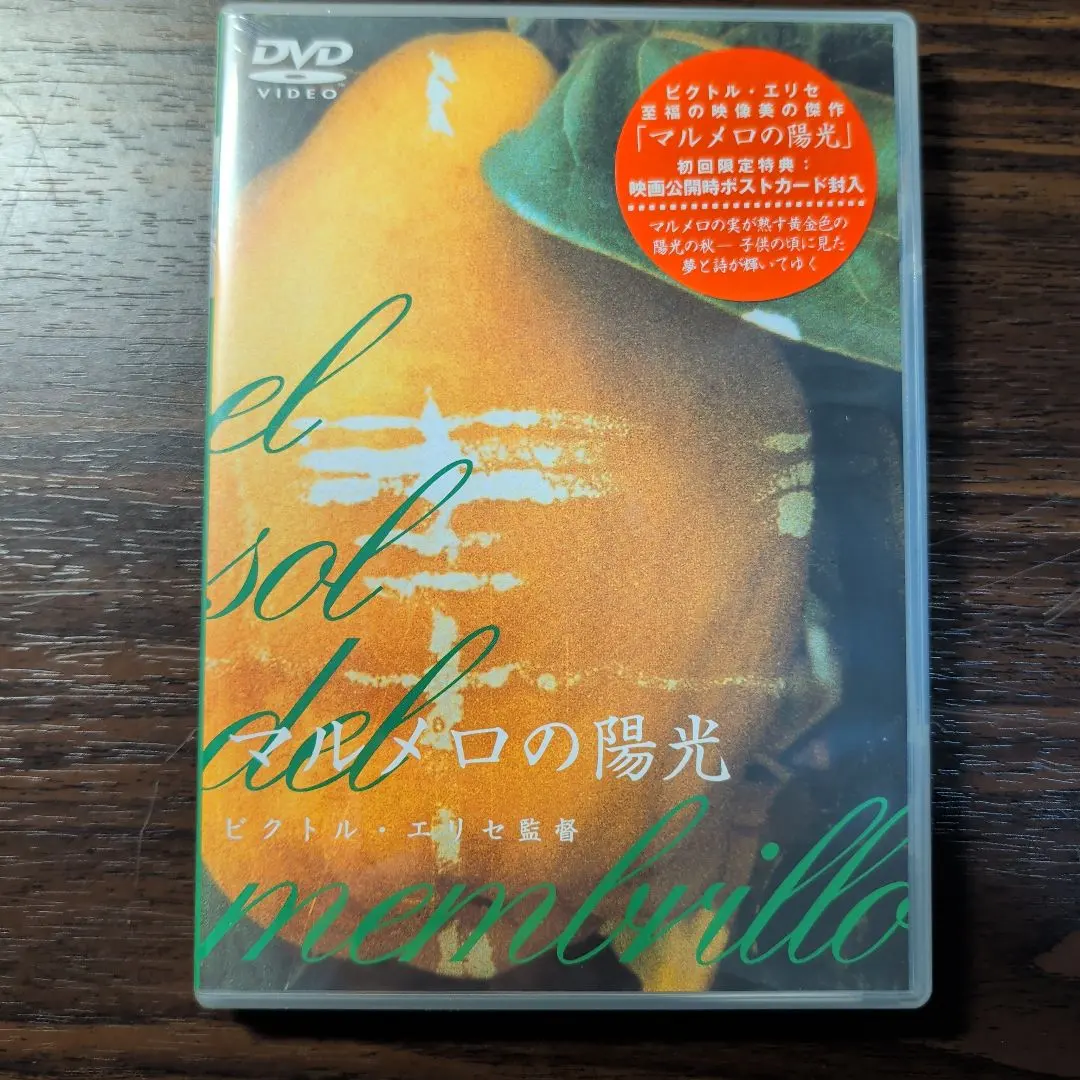 DVD
VIDEO™
ビクトル・エリセ
至福の映像美の傑作
「マルメロの陽光」
初回限定特典：
映画公開時ポストカード封入
マルメロの実が熟す黄金色の
陽光の秋─ 子供の頃に見た
夢と詩が輝いてゆく
el
sol
del
マルメロの陽光
ビクトル・エリセ監督
membrillo